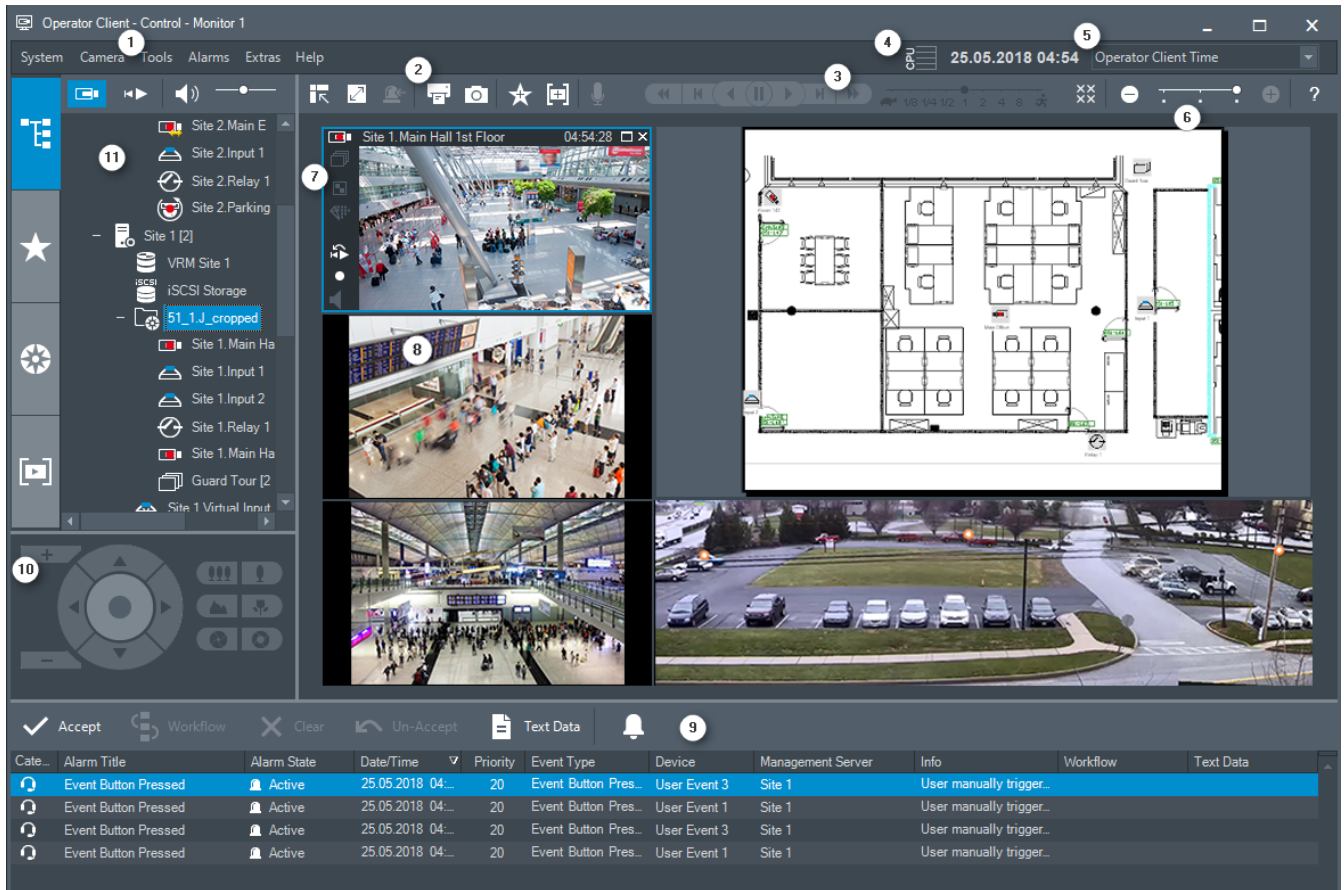 Operator Client - Control - Monitor 1
System Camera Tools Alarms Extras Help
1
4
CPU
25.05.2018 04:54
5
Operator Client Time
2
3
1/8 1/4 1/2 1 2 4 8
6
?
11
Site 2.Main E
Site 2.Input 1
Site 2.Relay 1
Site 2.Parking
Site 1 [2]
VRM Site 1
iSCSI
iSCSI Storage
51_1.J_cropped
Site 1.Main Ha
Site 1.Input 1
Site 1.Input 2
Site 1.Relay 1
Site 1.Main Ha
Guard Tour [2
Site 1.Virtual Input
10
7
Site 1.Main Hall 1st Floor 04:54:28
8
Guard Tour
Input 1
Main Office
Input 2
Relay 1
Accept Workflow Clear Un-Accept Text Data
9
Cate... Alarm Title Alarm State Date/Time Priority Event Type Device Management Server Info Workflow Text Data
Event Button Pressed Active 25.05.2018 04:... 20 Event Button Pres... User Event 3 Site 1 User manually trigger...
Event Button Pressed Active 25.05.2018 04:... 20 Event Button Pres... User Event 1 Site 1 User manually trigger...
Event Button Pressed Active 25.05.2018 04:... 20 Event Button Pres... User Event 3 Site 1 User manually trigger...
Event Button Pressed Active 25.05.2018 04:... 20 Event Button Pres... User Event 1 Site 1 User manually trigger...